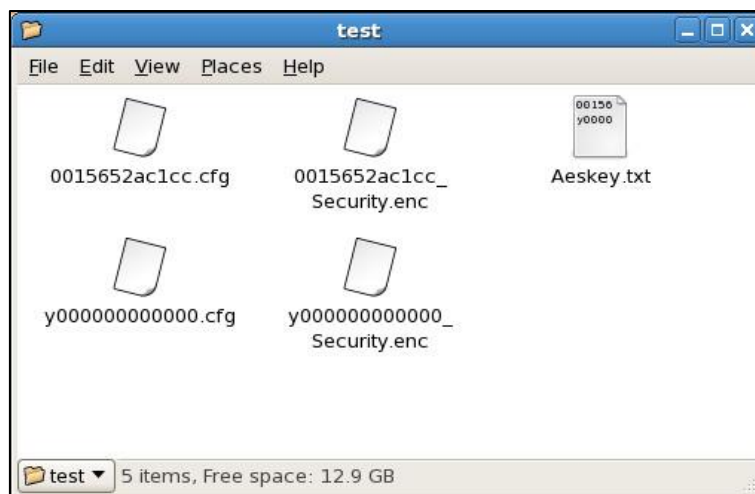 test
File Edit View Places Help
00156
y0000
0015652ac1cc.cfg
0015652ac1cc_
Security.enc
Aeskey.txt
y000000000000.cfg
y000000000000_
Security.enc
test 5 items, Free space: 12.9 GB